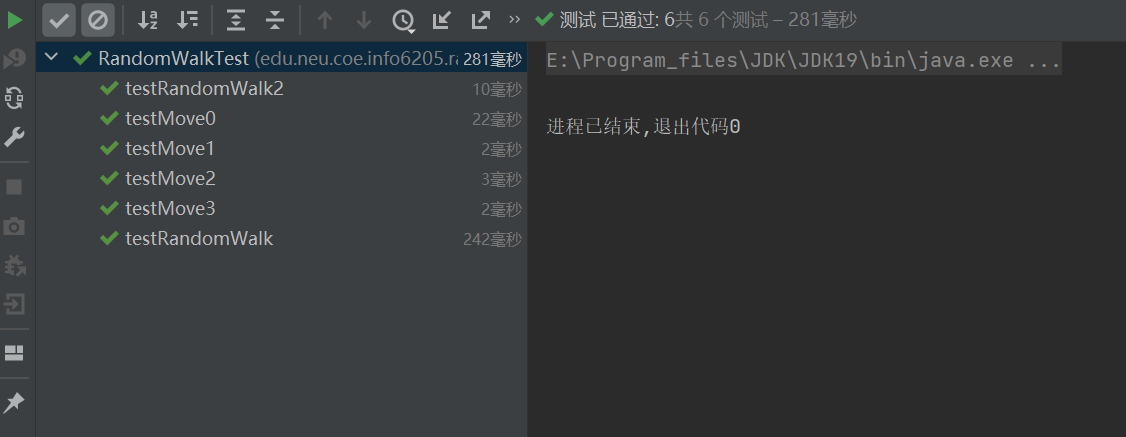 测试 已通过: 6共 6 个测试 – 281毫秒
RandomWalkTest (edu.neu.coe.info6205.ra 281毫秒
testRandomWalk2 10毫秒
testMove0 22毫秒
testMove1 2毫秒
testMove2 3毫秒
testMove3 2毫秒
testRandomWalk 242毫秒
E:\Program_files\JDK\JDK19\bin\java.exe ...
进程已结束,退出代码0